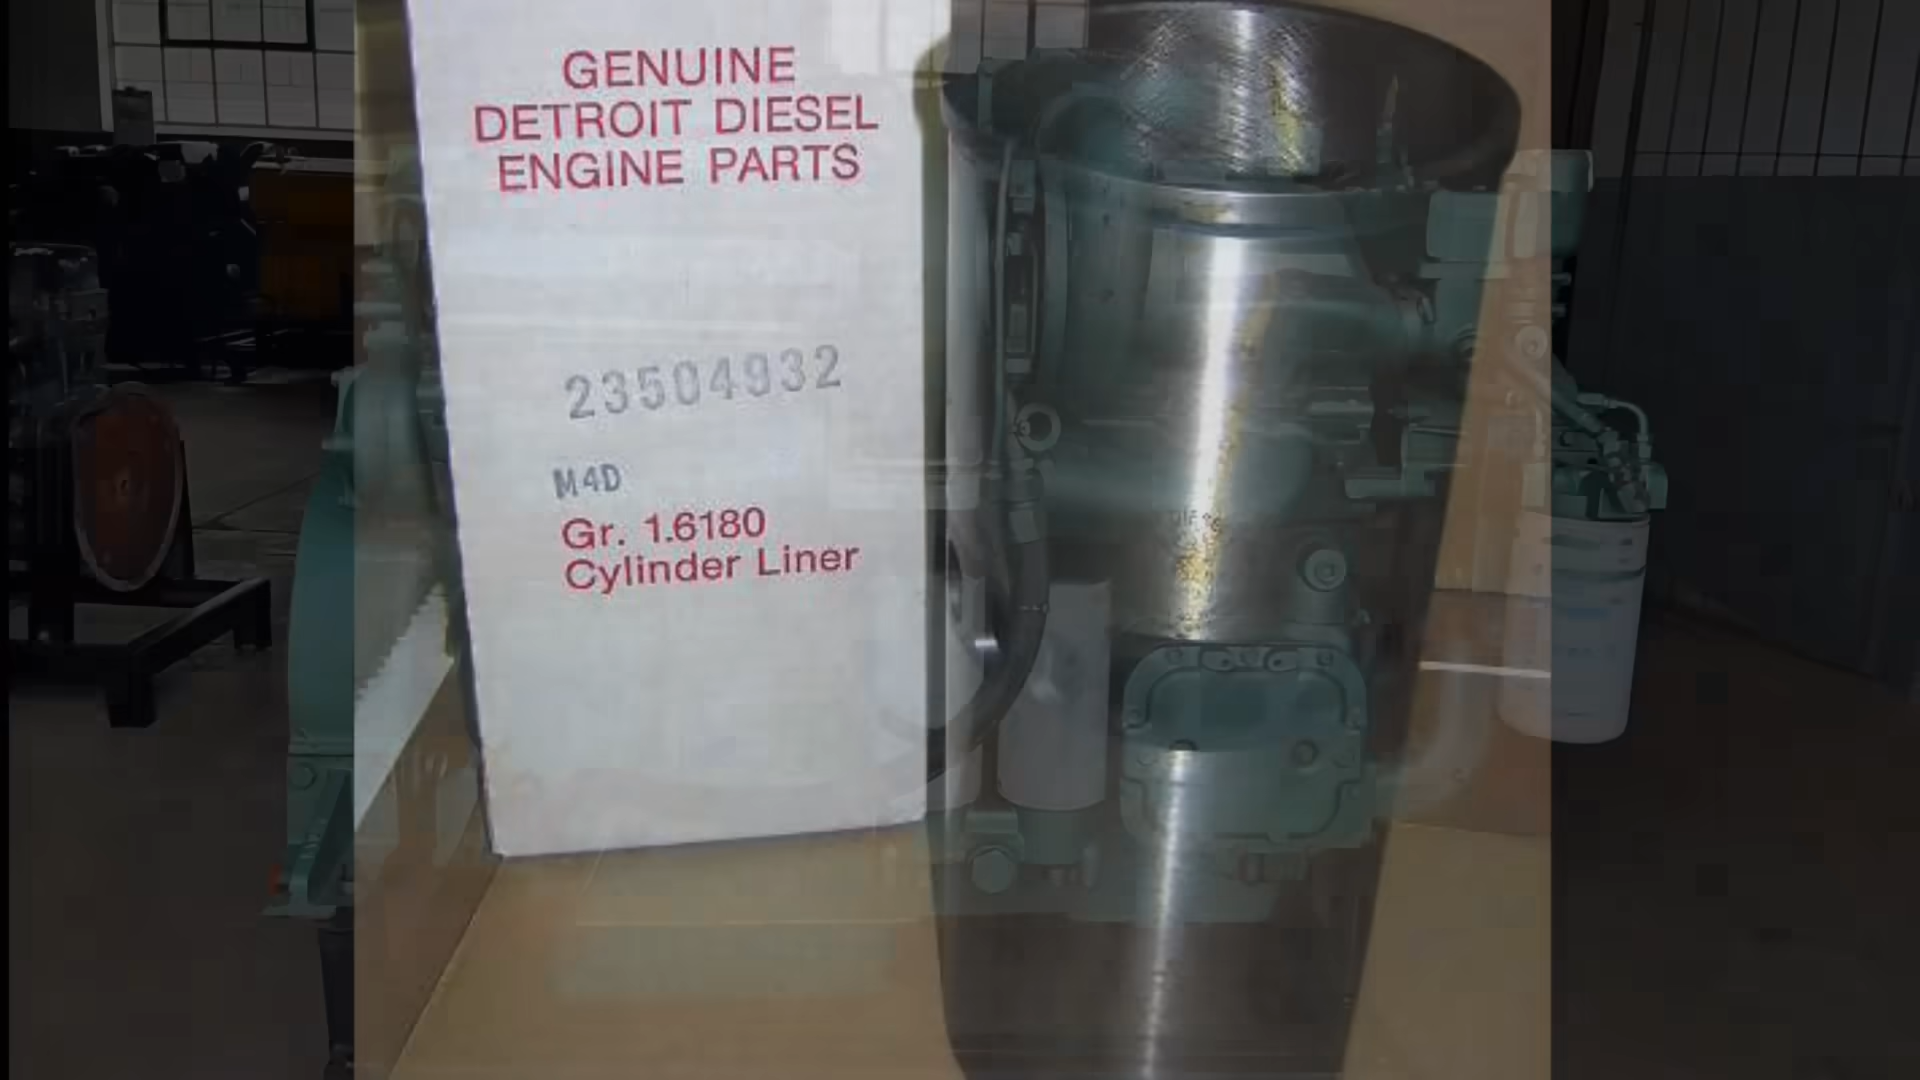 GENUINE
DETROIT DIESEL
ENGINE PARTS
23504932
M4D
Gr. 1.6180
Cylinder Liner